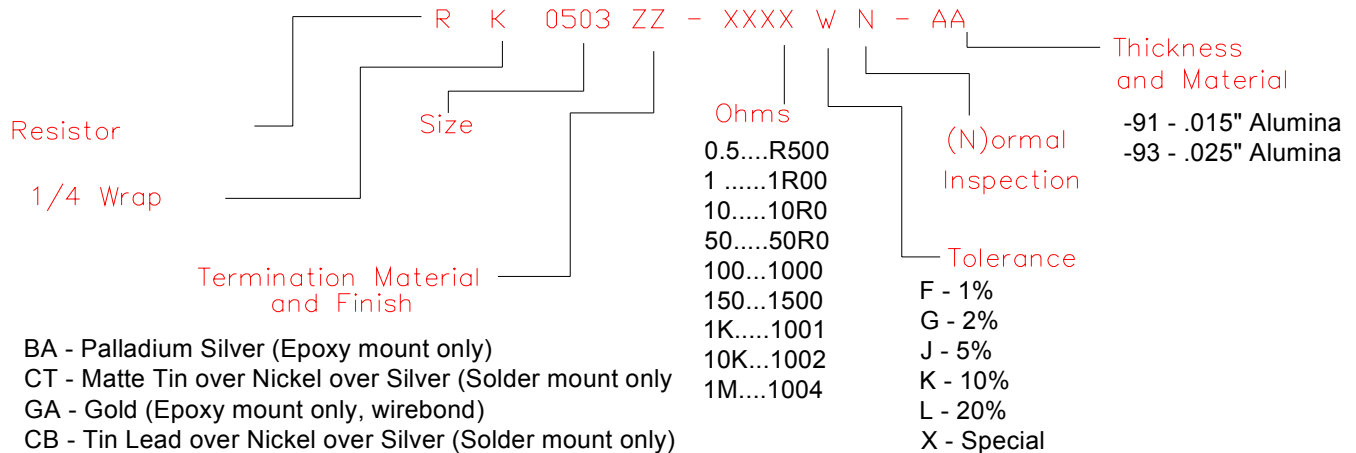 R K 0503 ZZ - XXXX W N - AA
Resistor
1/4 Wrap
Size
Termination Material
and Finish
BA - Palladium Silver (Epoxy mount only)
CT - Matte Tin over Nickel over Silver (Solder mount only
GA - Gold (Epoxy mount only, wirebond)
CB - Tin Lead over Nickel over Silver (Solder mount only)
Ohms
0.5....R500
1 ......1R00
10.....10R0
50.....50R0
100...1000
150...1500
1K.....1001
10K...1002
1M....1004
Tolerance
F - 1%
G - 2%
J - 5%
K - 10%
L - 20%
X - Special
(N)ormal
Inspection
Thickness
and Material
-91 - .015" Alumina
-93 - .025" Alumina